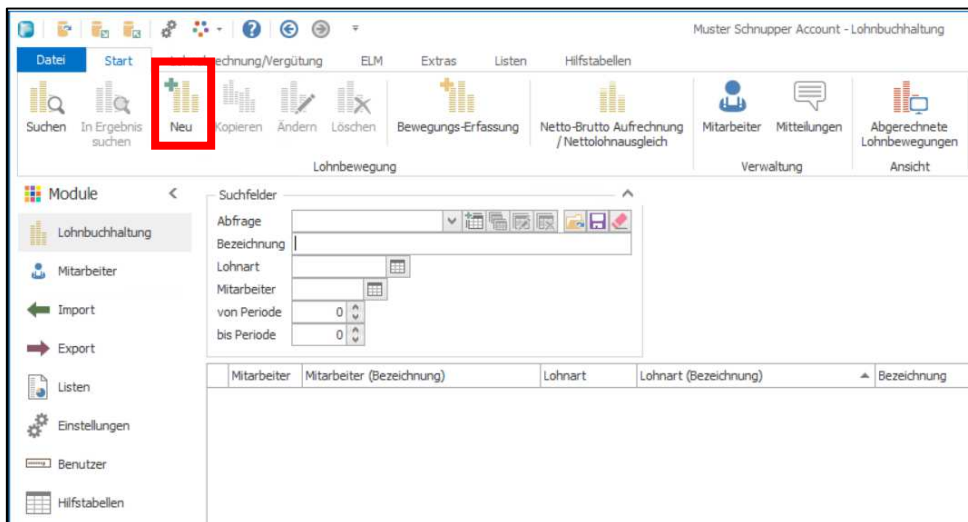 Muster Schnupper Account - Lohnbuchhaltung
Datei Start echnung/Vergütung ELM Extras Listen Hilfstabellen
Suchen In Ergebnis suchen Neu Kopieren Ändern Löschen Bewegungs-Erfassung Netto-Brutto Aufrechnung / Nettolohnausgleich Mitarbeiter Mitteilungen Abgerechnete Lohnbewegungen
Lohnbewegung Verwaltung Ansicht
Module
Lohnbuchhaltung
Mitarbeiter
Import
Export
Listen
Einstellungen
Benutzer
Hilfstabellen
Suchfelder
Abfrage
Bezeichnung
Lohnart
Mitarbeiter
von Periode 0
bis Periode 0
Mitarbeiter Mitarbeiter (Bezeichnung) Lohnart Lohnart (Bezeichnung) Bezeichnung